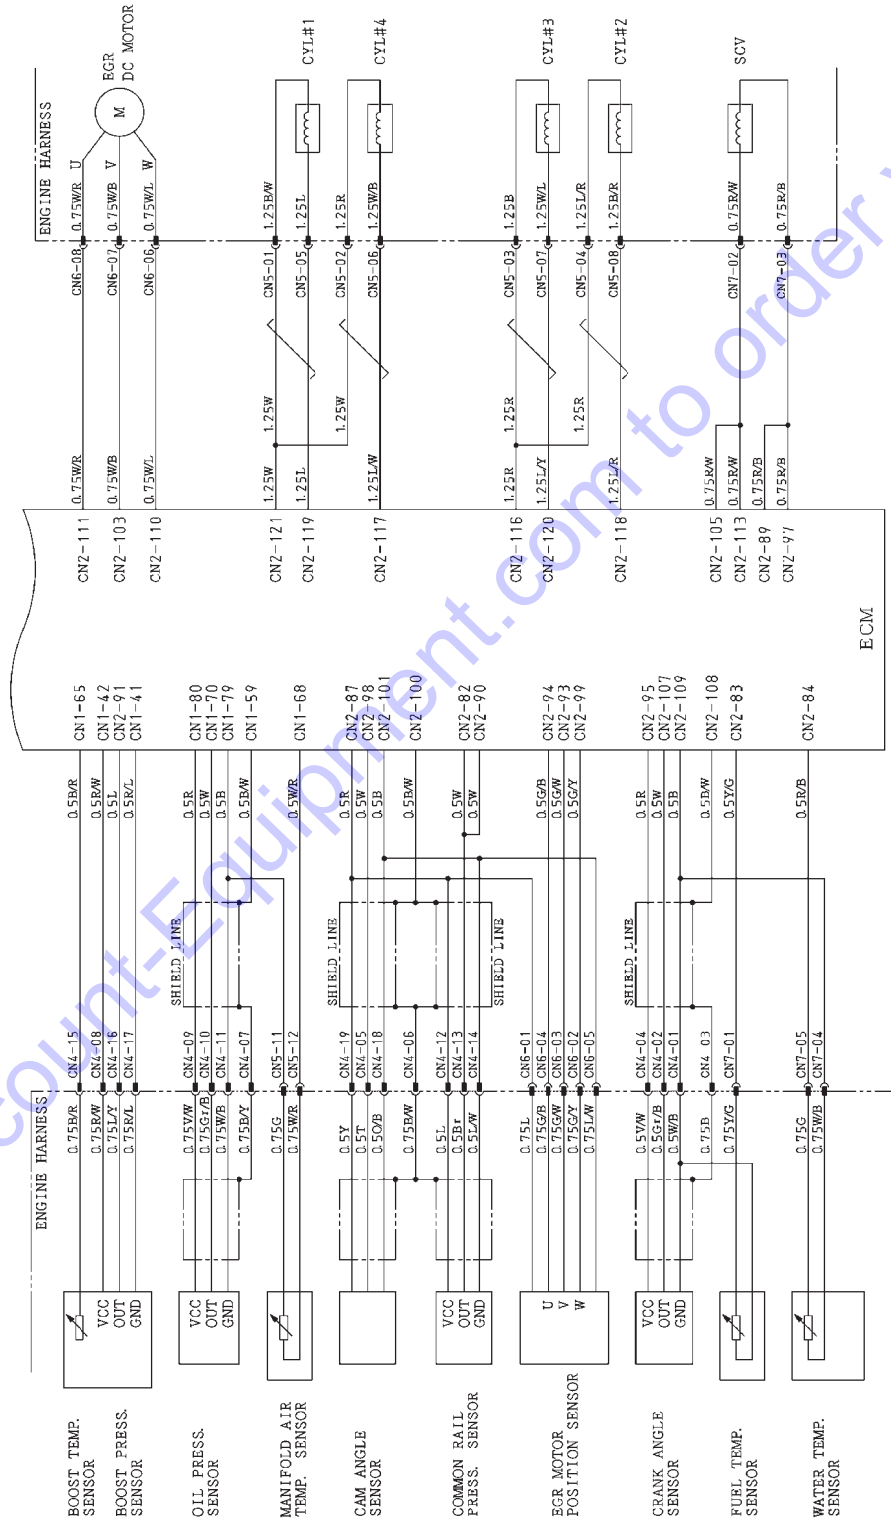 ENGINE HARNESS
EGR
DC MOTOR
M
U
V
W
CYL#1
CYL#4
CYL#3
CYL#2
SCV
0.75W/R
0.75W/B
0.75W/L
1.25B/W
1.25L
1.25R
1.25W/B
1.25B
1.25W/L
1.25L/R
1.25B/R
0.75R/W
0.75R/B
CN6-08
CN6-07
CN6-06
CN5-01
CN5-05
CN5-02
CN5-06
CN5-03
CN5-07
CN5-04
CN5-08
CN7-02
CN7-03
1.25W
1.25W
1.25R
1.25R
0.75W/R
0.75W/B
0.75W/L
1.25W
1.25L
1.25L/W
1.25R
1.25L/Y
1.25L/R
0.75R/W
0.75R/W
0.75R/B
0.75R/B
CN2-111
CN2-103
CN2-110
CN2-121
CN2-119
CN2-117
CN2-116
CN2-120
CN2-118
CN2-105
CN2-113
CN2-89
CN2-97
ECM
CN1-65
CN1-42
CN2-91
CN1-41
CN1-80
CN1-70
CN1-79
CN1-59
CN1-68
CN2-87
CN2-98
CN2-101
CN2-100
CN2-82
CN2-90
CN2-94
CN2-93
CN2-99
CN2-95
CN2-107
CN2-109
CN2-108
CN2-83
CN2-84
0.5B/R
0.5R/W
0.5L
0.5R/L
0.5R
0.5W
0.5B
0.5B/W
0.5W/R
0.5R
0.5W
0.5B
0.5B/W
0.5W
0.5W
0.5G/B
0.5G/W
0.5G/Y
0.5R
0.5W
0.5B
0.5B/W
0.5Y/G
0.5R/B
SHIELD LINE
SHIELD LINE
SHIELD LINE
SHIELD LINE
CN4-15
CN4-08
CN4-16
CN4-17
CN4-09
CN4-10
CN4-11
CN4-07
CN5-11
CN5-12
CN4-19
CN4-05
CN4-18
CN4-06
CN4-12
CN4-13
CN4-14
CN6-01
CN6-04
CN6-03
CN6-02
CN6-05
CN4-04
CN4-02
CN4-01
CN4 03
CN7-01
CN7-05
CN7-04
ENGINE HARNESS
0.75B/R
0.75R/W
0.75L/Y
0.75R/L
0.75V/W
0.75Gr/B
0.75W/B
0.75B/Y
0.75G
0.75W/R
0.5Y
0.5T
0.5O/B
0.75B/W
0.5L
0.5Br
0.5L/W
0.75L
0.75G/B
0.75G/W
0.75G/Y
0.75L/W
0.5V/W
0.5Gr/B
0.5W/B
0.75B
0.75Y/G
0.75G
0.75W/B
VCC
OUT
GND
VCC
OUT
GND
VCC
OUT
GND
U
V
W
VCC
OUT
GND
BOOST TEMP.
SENSOR
BOOST PRESS.
SENSOR
OIL PRESS.
SENSOR
MANIFOLD AIR
TEMP. SENSOR
CAM ANGLE
SENSOR
COMMON RAIL
PRESS. SENSOR
EGR MOTOR
POSITION SENSOR
CRANK ANGLE
SENSOR
FUEL TEMP.
SENSOR
WATER TEMP.
SENSOR
count-Equipment.com to order